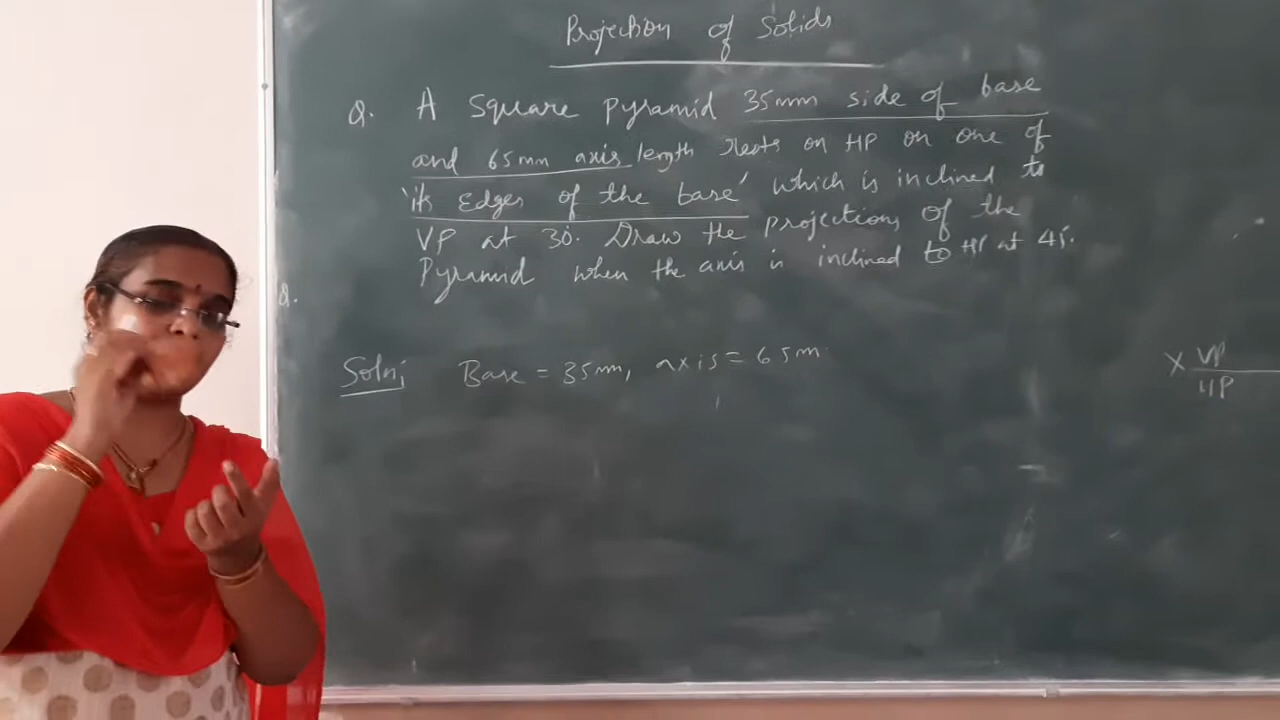 Projection of Solids
Q. A Square pyramid 35mm side of base
and 65mm axis length rests on HP on one of
'its Edges of the base' which is inclined to
VP at 30°. Draw the projections of the
Pyramid when the axis is inclined to HP at 45°.
Q.
Soln; Base = 35mm, axis = 65m
X VP
HP